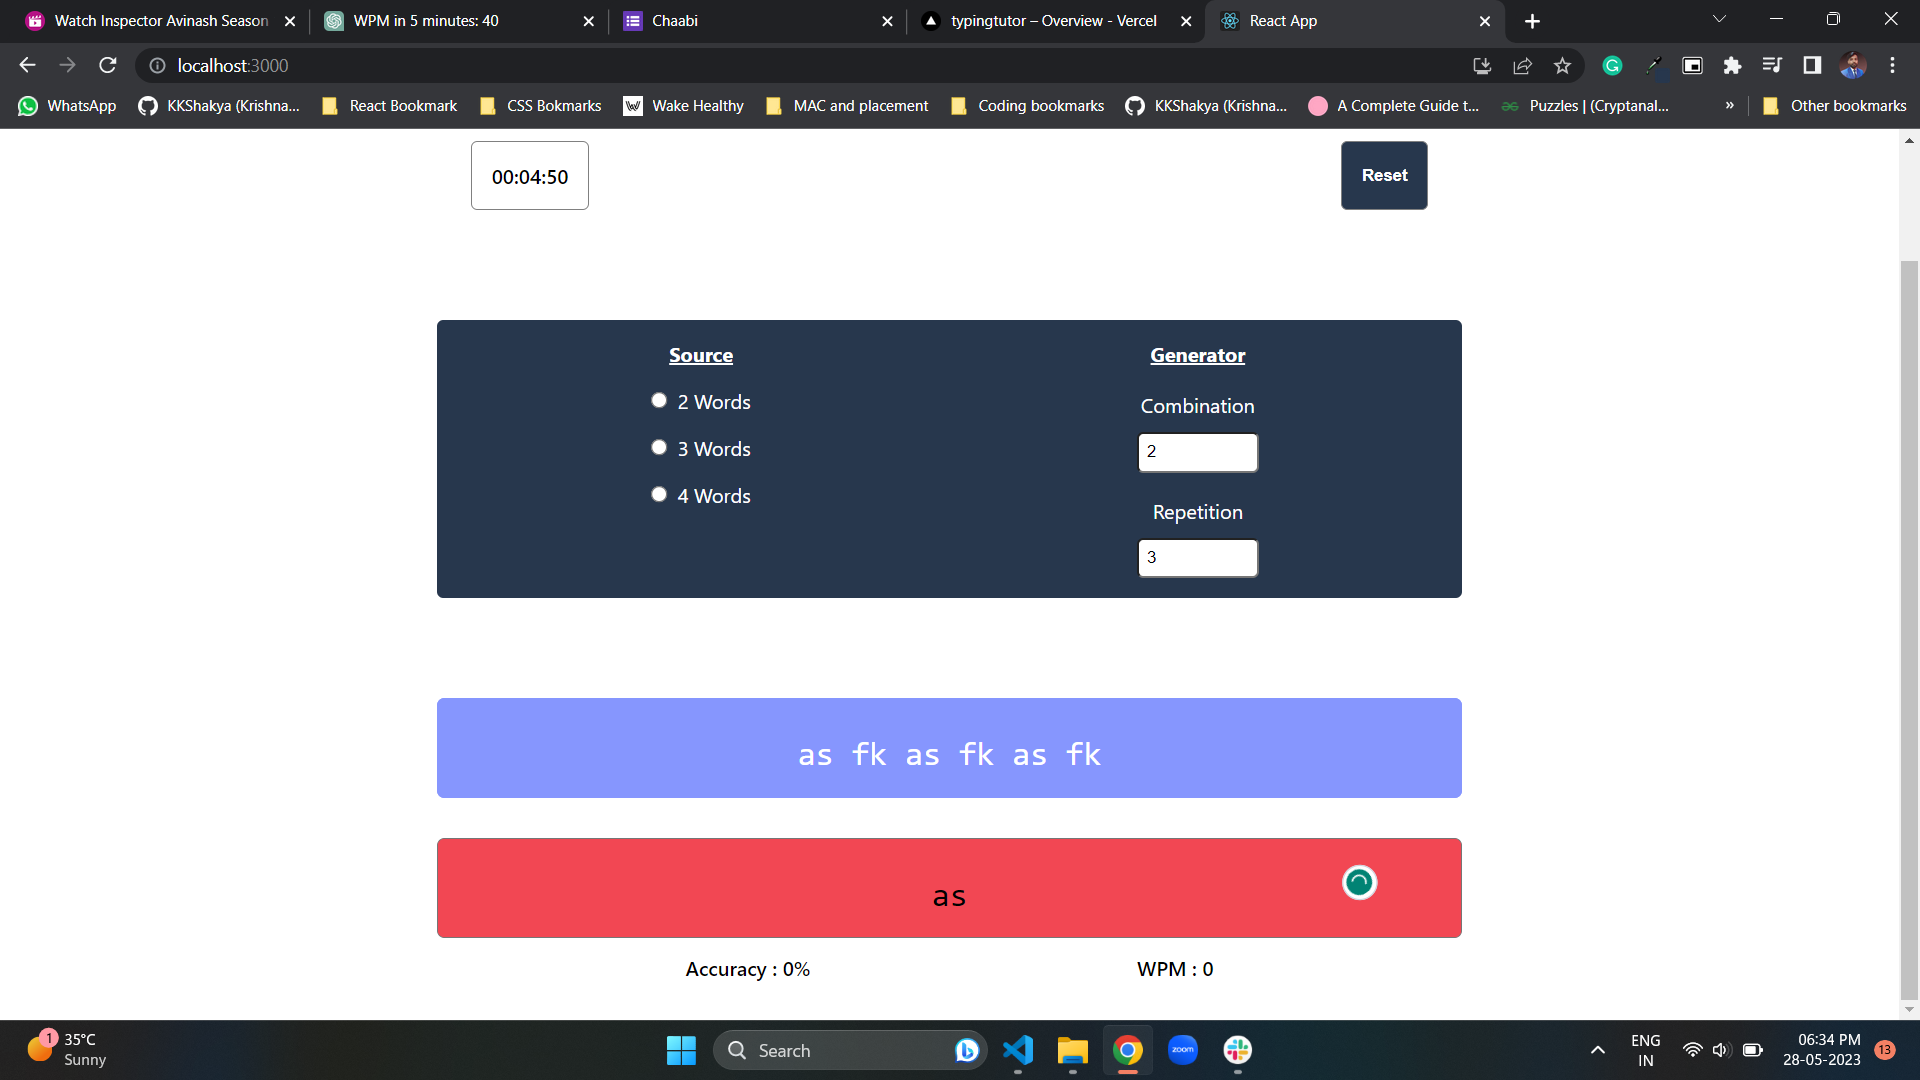 Watch Inspector Avinash Season
WPM in 5 minutes: 40
Chaabi
typingtutor – Overview - Vercel
React App
localhost:3000
WhatsApp
KKShakya (Krishna...
React Bookmark
CSS Bokmarks
Wake Healthy
MAC and placement
Coding bookmarks
KKShakya (Krishna...
A Complete Guide t...
Puzzles | (Cryptanal...
»
Other bookmarks
00:04:50
Reset
Source
2 Words
3 Words
4 Words
Generator
Combination
2
Repetition
3
as fk as fk as fk
as
Accuracy : 0%
WPM : 0
1
35°C
Sunny
Search
zoom
ENG
IN
06:34 PM
28-05-2023
13